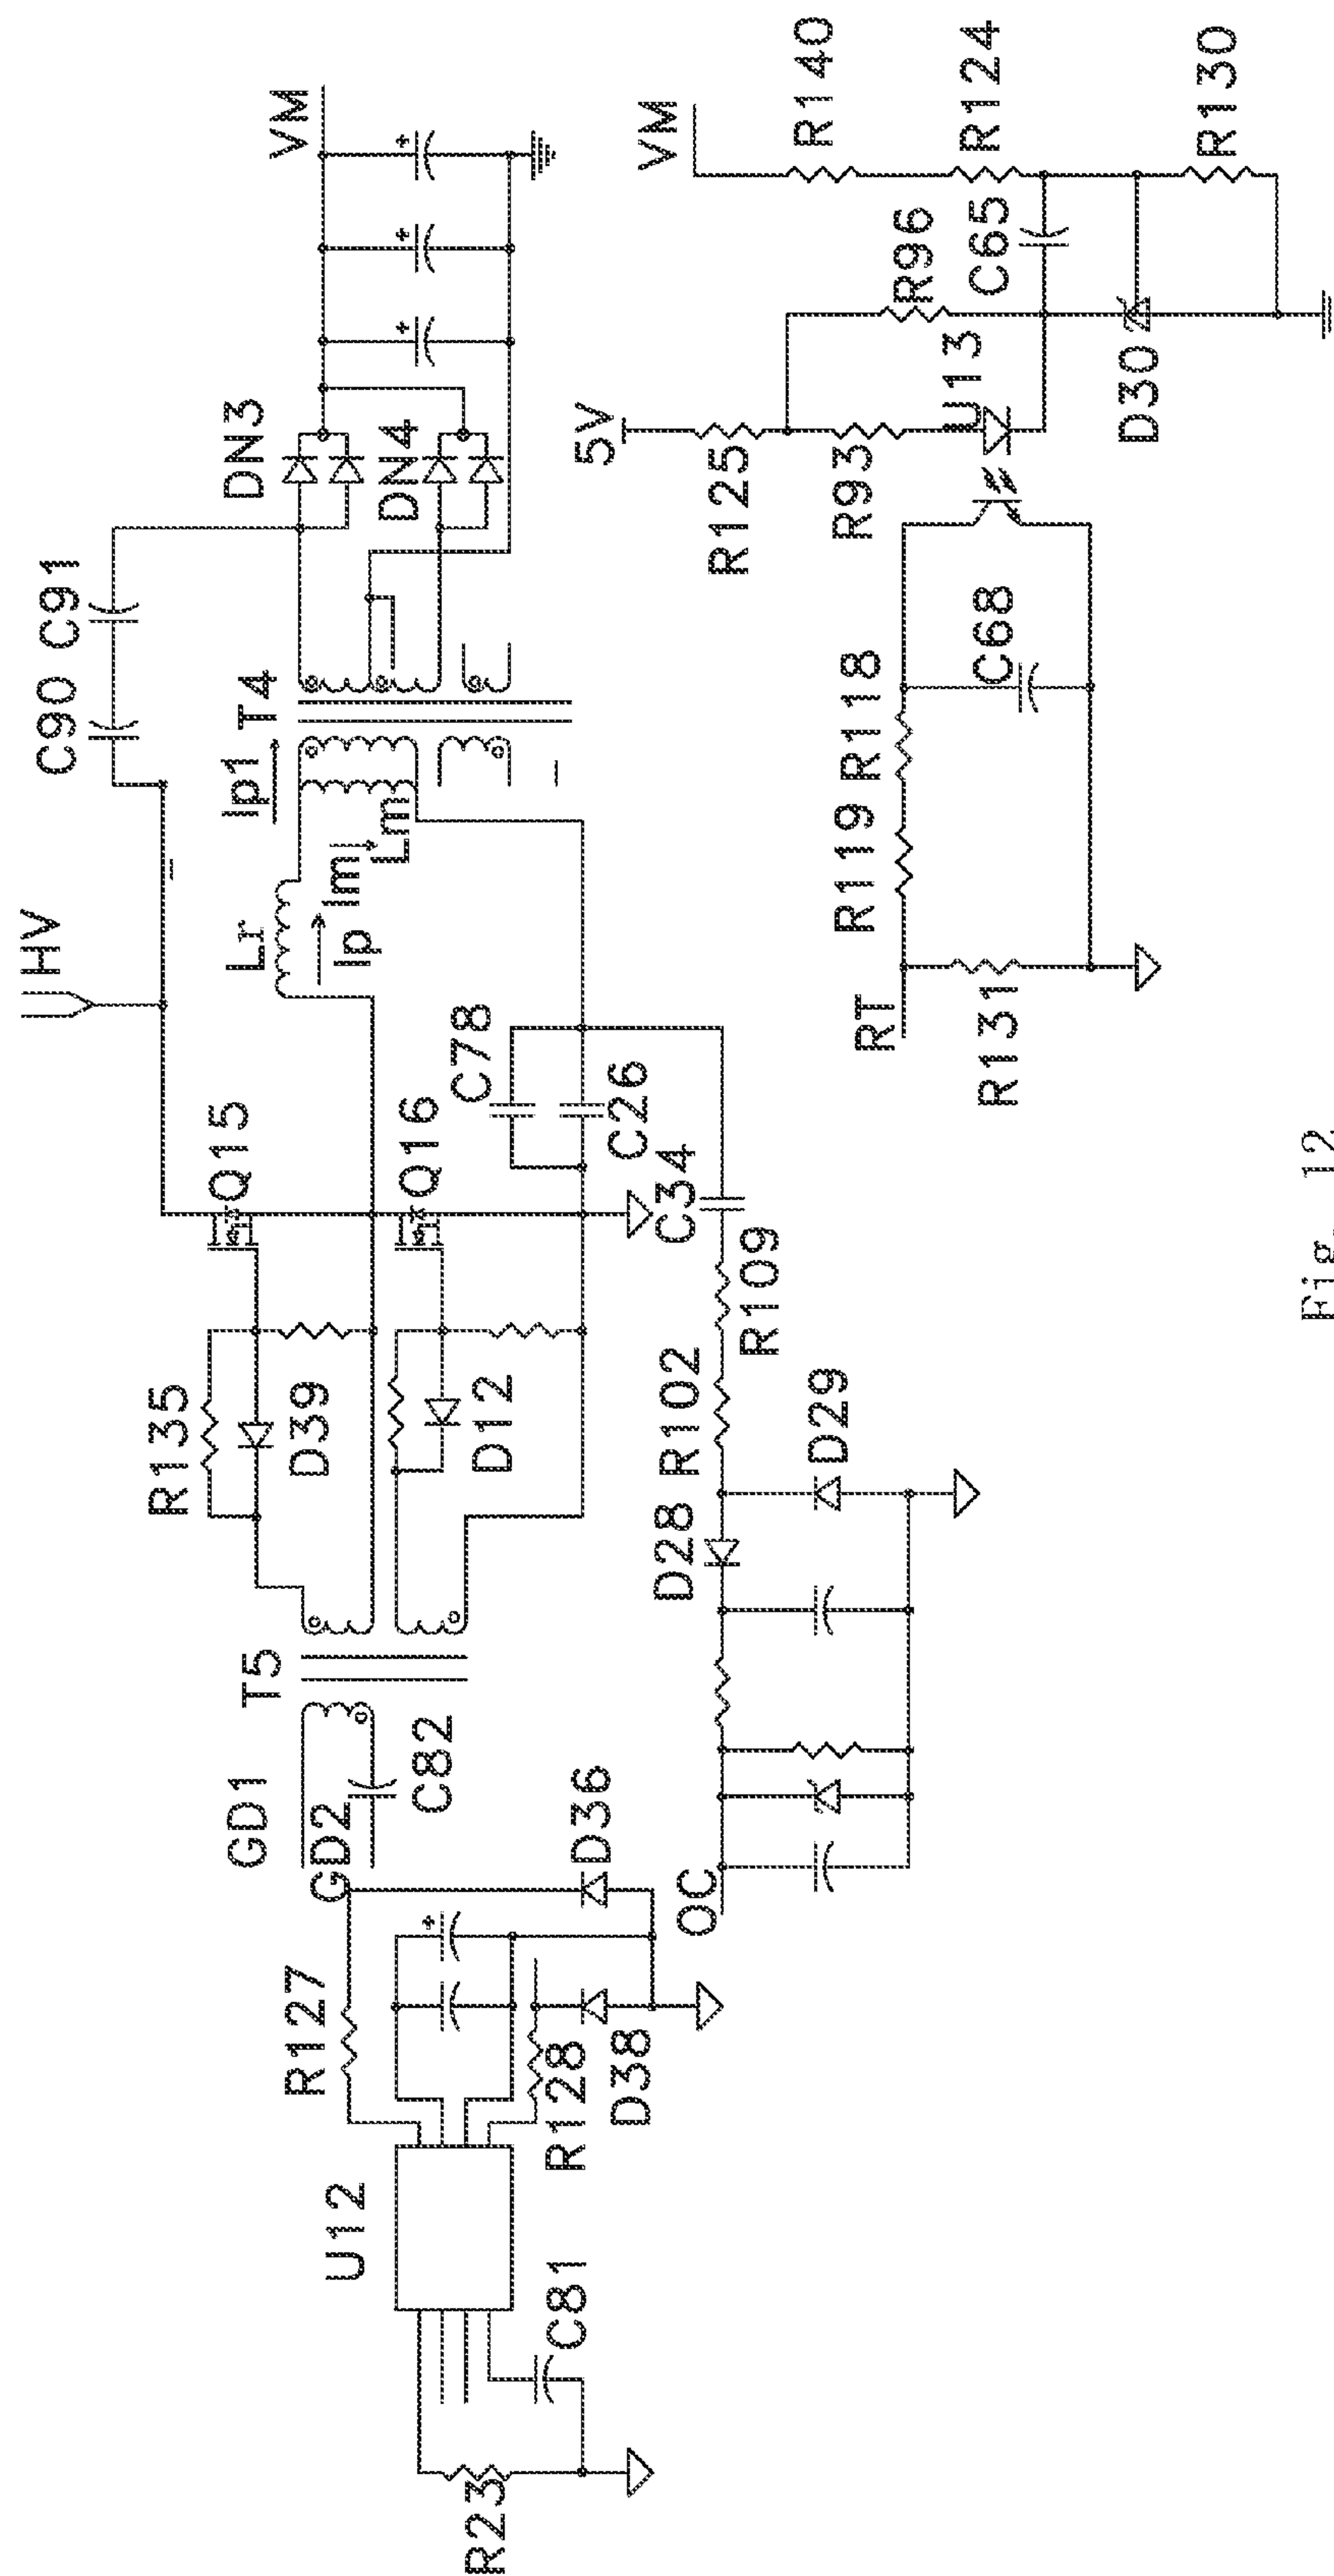 HV
C90
C91
VM
DN3
DN4
T4
Ip1
Lr
Ip
Im
Lm
Q15
Q16
C78
C26
R135
D39
D12
T5
GD1
GD2
C82
C34
R109
R102
D28
D29
OC
D36
R127
R128
D38
U12
C81
R23
5V
VM
R140
R124
R130
R96
C65
U13
D30
R125
R93
R118
R119
C68
RT
R131
Fig. 12